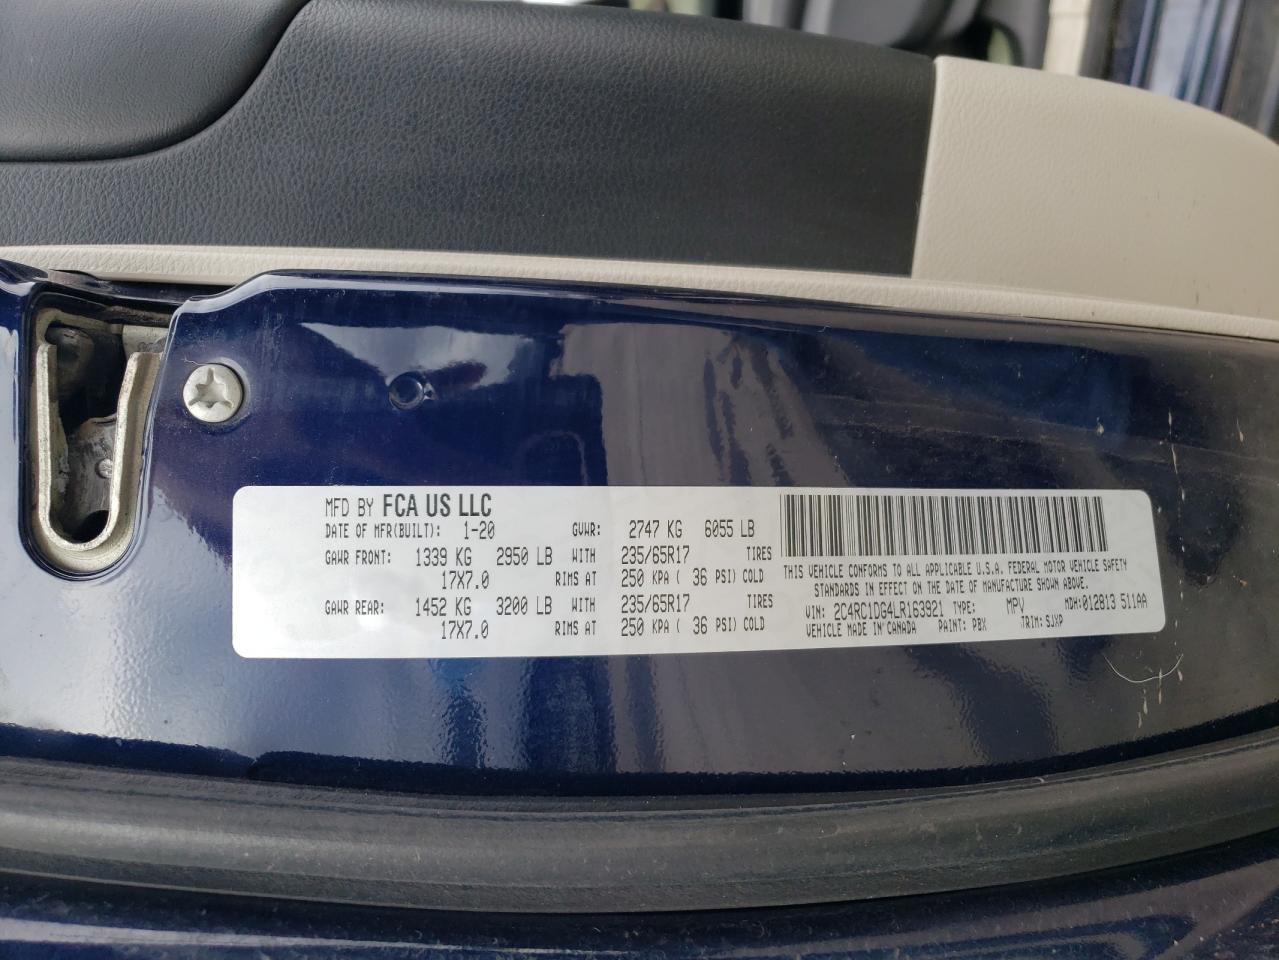 MFD BY FCA US LLC
DATE OF MFR(BUILT): 1-20 GVWR: 2747 KG 6055 LB
GAWR FRONT: 1339 KG 2950 LB WITH 235/65R17 TIRES
17X7.0 RIMS AT 250 KPA ( 36 PSI) COLD
GAWR REAR: 1452 KG 3200 LB WITH 235/65R17 TIRES
17X7.0 RIMS AT 250 KPA ( 36 PSI) COLD
THIS VEHICLE CONFORMS TO ALL APPLICABLE U.S.A. FEDERAL MOTOR VEHICLE SAFETY
STANDARDS IN EFFECT ON THE DATE OF MANUFACTURE SHOWN ABOVE.
VIN: 2C4RC1DG4LR163921 TYPE: MPV MDH:012813 511AA
VEHICLE MADE IN CANADA PAINT: PBX TRIM: SJXP